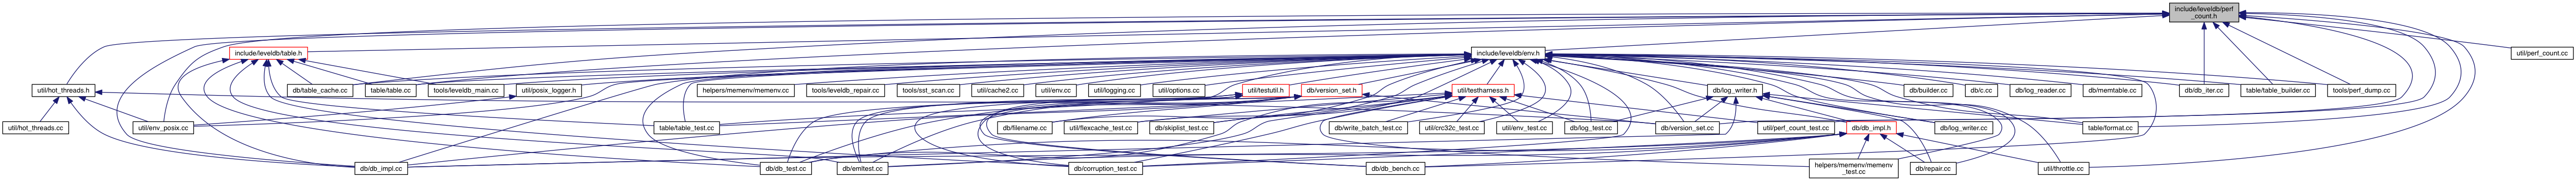 include/leveldb/perf
_count.h
include/leveldb/table.h
include/leveldb/env.h
util/perf_count.cc
util/hot_threads.h
db/table_cache.cc
table/table.cc
tools/leveldb_main.cc
util/posix_logger.h
helpers/memenv/memenv.cc
tools/leveldb_repair.cc
tools/sst_scan.cc
util/cache2.cc
util/env.cc
util/logging.cc
util/options.cc
util/testutil.h
db/version_set.h
util/testharness.h
db/log_writer.h
db/builder.cc
db/c.cc
db/log_reader.cc
db/memtable.cc
db/db_iter.cc
table/table_builder.cc
tools/perf_dump.cc
util/hot_threads.cc
util/env_posix.cc
table/table_test.cc
db/filename.cc
util/flexcache_test.cc
db/skiplist_test.cc
db/write_batch_test.cc
util/crc32c_test.cc
util/env_test.cc
db/log_test.cc
db/version_set.cc
util/perf_count_test.cc
db/db_impl.h
db/log_writer.cc
table/format.cc
db/db_impl.cc
db/db_test.cc
db/emltest.cc
db/corruption_test.cc
db/db_bench.cc
helpers/memenv/memenv
_test.cc
db/repair.cc
util/throttle.cc